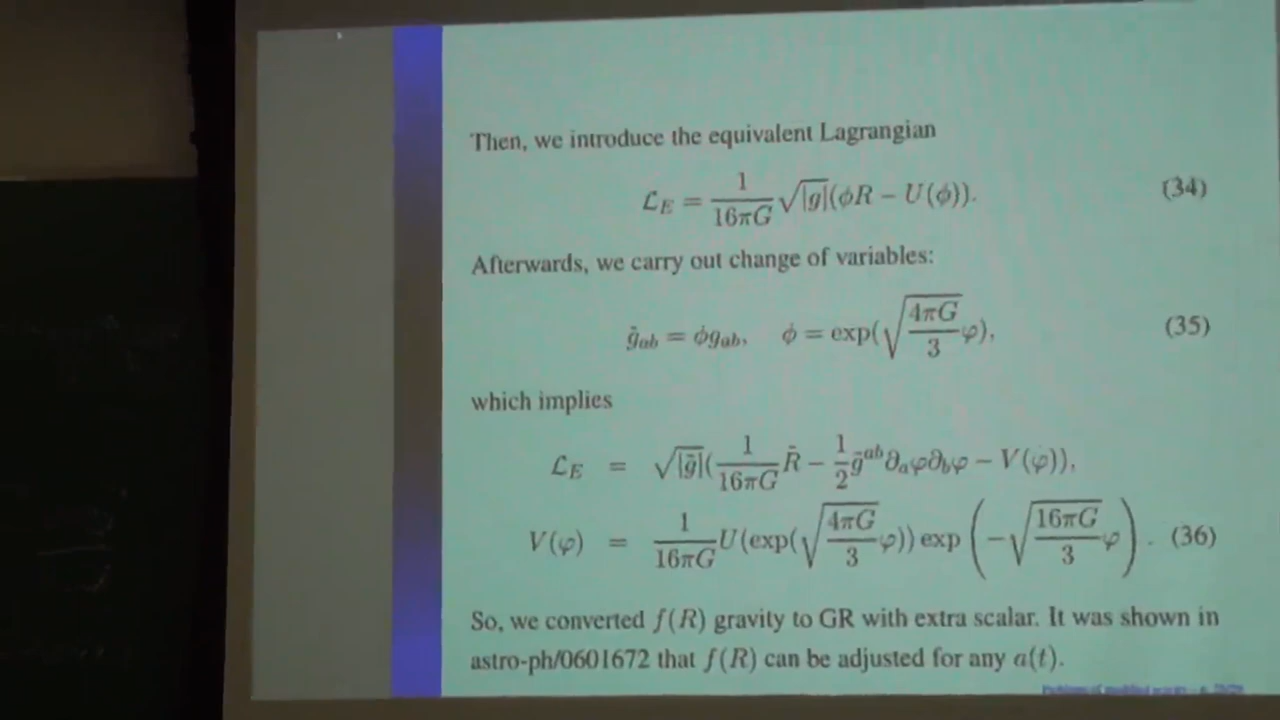 Then, we introduce the equivalent Lagrangian
ℒ_E = 1/(16πG) √|g|(ϕR − U(ϕ)). (34)
Afterwards, we carry out change of variables:
g̃_ab = ϕg_ab, ϕ = exp(√(4πG/3) φ), (35)
which implies
ℒ_E = √|g̃|(1/(16πG) R̃ − 1/2 g̃^ab ∂_aφ∂_bφ − V(φ)),
V(φ) = 1/(16πG) U(exp(√(4πG/3) φ)) exp(−√(16πG/3) φ). (36)
So, we converted f(R) gravity to GR with extra scalar. It was shown in
astro-ph/0601672 that f(R) can be adjusted for any a(t).